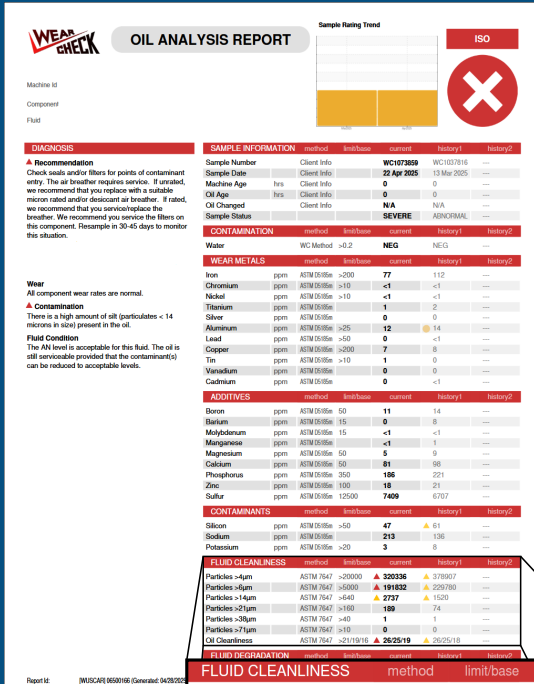 WEAR CHECK
OIL ANALYSIS REPORT
Sample Rating Trend
ISO
Machine Id
Component
Fluid
DIAGNOSIS
Recommendation
Check seals and/or filters for points of contaminant
entry. The air breather requires service. If unrated,
we recommend that you replace with a suitable
micron rated and/or desiccant air breather. If rated,
we recommend that you service/replace the
breather. We recommend you service the filters on
this component. Resample in 30-45 days to monitor
this situation.
Wear
All component wear rates are normal.
Contamination
There is a high amount of silt (particulates < 14
microns in size) present in the oil.
Fluid Condition
The AN level is acceptable for this fluid. The oil is
still serviceable provided that the contaminant(s)
can be reduced to acceptable levels.
SAMPLE INFORMATION method limit/base current history1 history2
Sample Number Client Info WC1073859 WC1037816 ---
Sample Date Client Info 22 Apr 2025 13 Mar 2025 ---
Machine Age hrs Client Info 0 0 ---
Oil Age hrs Client Info 0 0 ---
Oil Changed Client Info N/A N/A ---
Sample Status SEVERE ABNORMAL ---
CONTAMINATION method limit/base current history1 history2
Water WC Method >0.2 NEG NEG ---
WEAR METALS method limit/base current history1 history2
Iron ppm ASTM D5185m >200 77 112 ---
Chromium ppm ASTM D5185m >10 <1 <1 ---
Nickel ppm ASTM D5185m >10 <1 <1 ---
Titanium ppm ASTM D5185m 1 2 ---
Silver ppm ASTM D5185m 0 0 ---
Aluminum ppm ASTM D5185m >25 12 14 ---
Lead ppm ASTM D5185m >50 0 <1 ---
Copper ppm ASTM D5185m >200 7 8 ---
Tin ppm ASTM D5185m >10 1 0 ---
Vanadium ppm ASTM D5185m 0 0 ---
Cadmium ppm ASTM D5185m 0 <1 ---
ADDITIVES method limit/base current history1 history2
Boron ppm ASTM D5185m 50 11 14 ---
Barium ppm ASTM D5185m 15 0 8 ---
Molybdenum ppm ASTM D5185m 15 <1 <1 ---
Manganese ppm ASTM D5185m <1 1 ---
Magnesium ppm ASTM D5185m 50 5 9 ---
Calcium ppm ASTM D5185m 50 81 98 ---
Phosphorus ppm ASTM D5185m 350 186 221 ---
Zinc ppm ASTM D5185m 100 18 21 ---
Sulfur ppm ASTM D5185m 12500 7409 6707 ---
CONTAMINANTS method limit/base current history1 history2
Silicon ppm ASTM D5185m >50 47 61 ---
Sodium ppm ASTM D5185m 213 136 ---
Potassium ppm ASTM D5185m >20 3 8 ---
FLUID CLEANLINESS method limit/base current history1 history2
Particles >4µm ASTM 7647 >20000 320336 378907 ---
Particles >6µm ASTM 7647 >5000 191832 229780 ---
Particles >14µm ASTM 7647 >640 2737 1520 ---
Particles >21µm ASTM 7647 >160 189 74 ---
Particles >38µm ASTM 7647 >40 1 1 ---
Particles >71µm ASTM 7647 >10 0 0 ---
Oil Cleanliness ASTM 7647 >21/19/16 26/25/19 26/25/18 ---
FLUID DEGRADATION method limit/base current history1 history2
FLUID CLEANLINESS method limit/base
Report Id: [WUSCAR] 06500166 (Generated: 04/28/2025